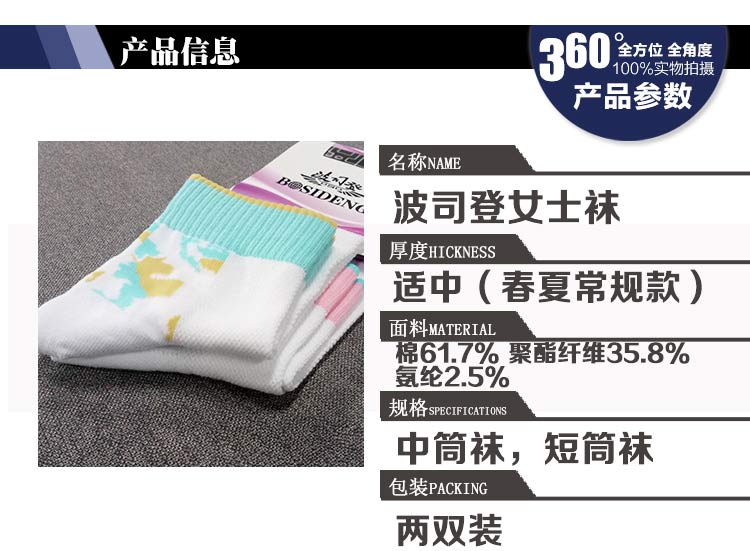 产品信息
360°全方位 全角度
100%实物拍摄
产品参数
BOSIDENG
名称NAME
波司登女士袜
厚度HICKNESS
适中（春夏常规款）
面料MATERIAL
棉61.7% 聚酯纤维35.8%
氨纶2.5%
规格SPECIFICATIONS
中筒袜，短筒袜
包装PACKING
两双装